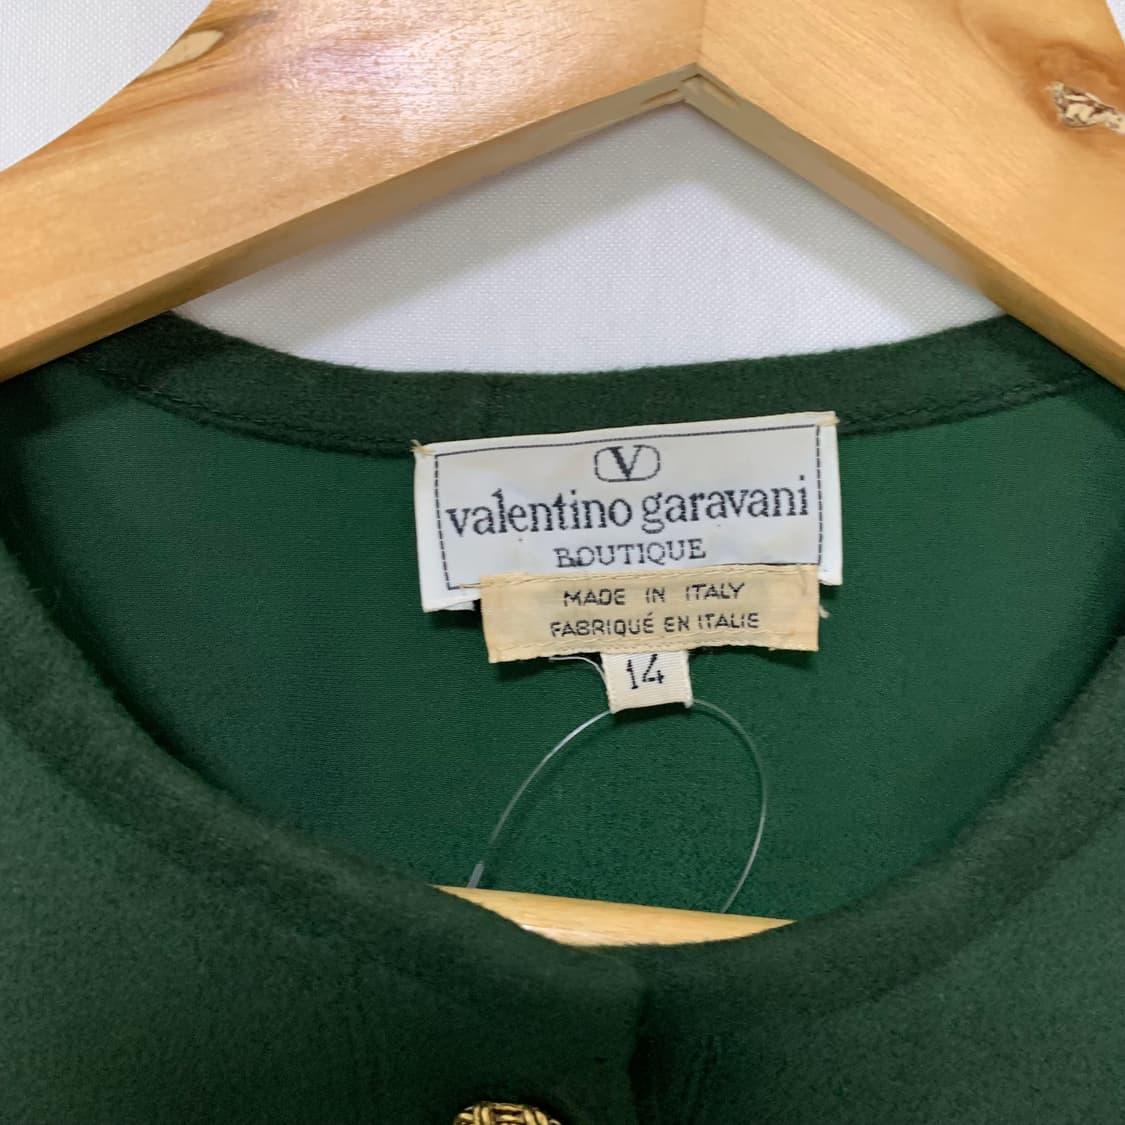 V
valentino garavani
BOUTIQUE
MADE IN ITALY
FABRIQUÉ EN ITALIE
14